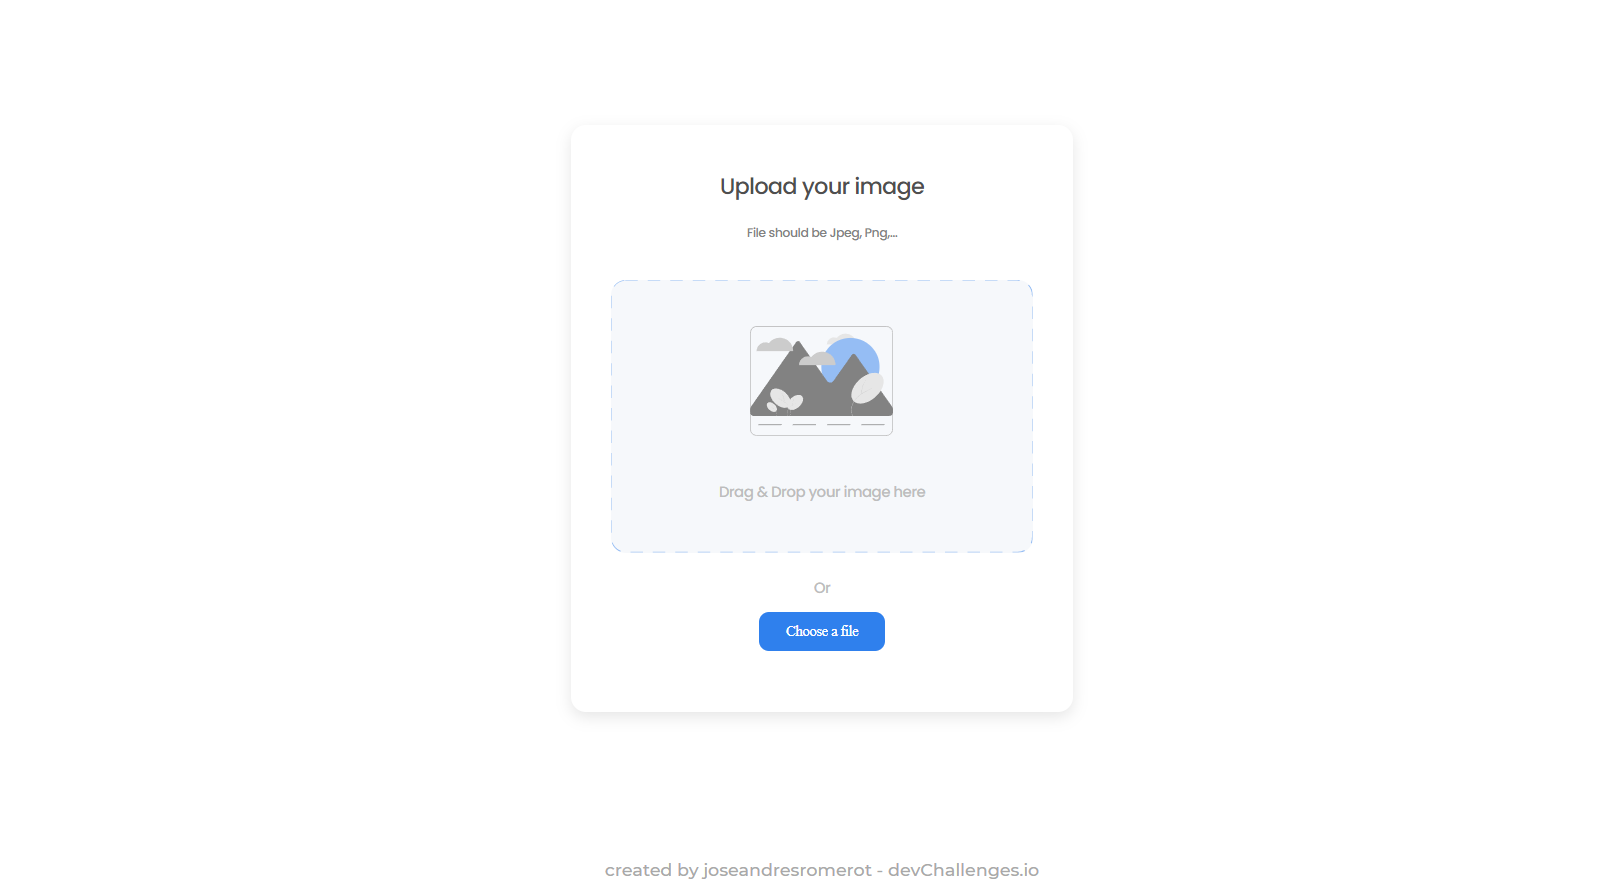 Upload your image
File should be Jpeg, Png,...
Drag & Drop your image here
Or
Choose a file
created by joseandresromerot - devChallenges.io